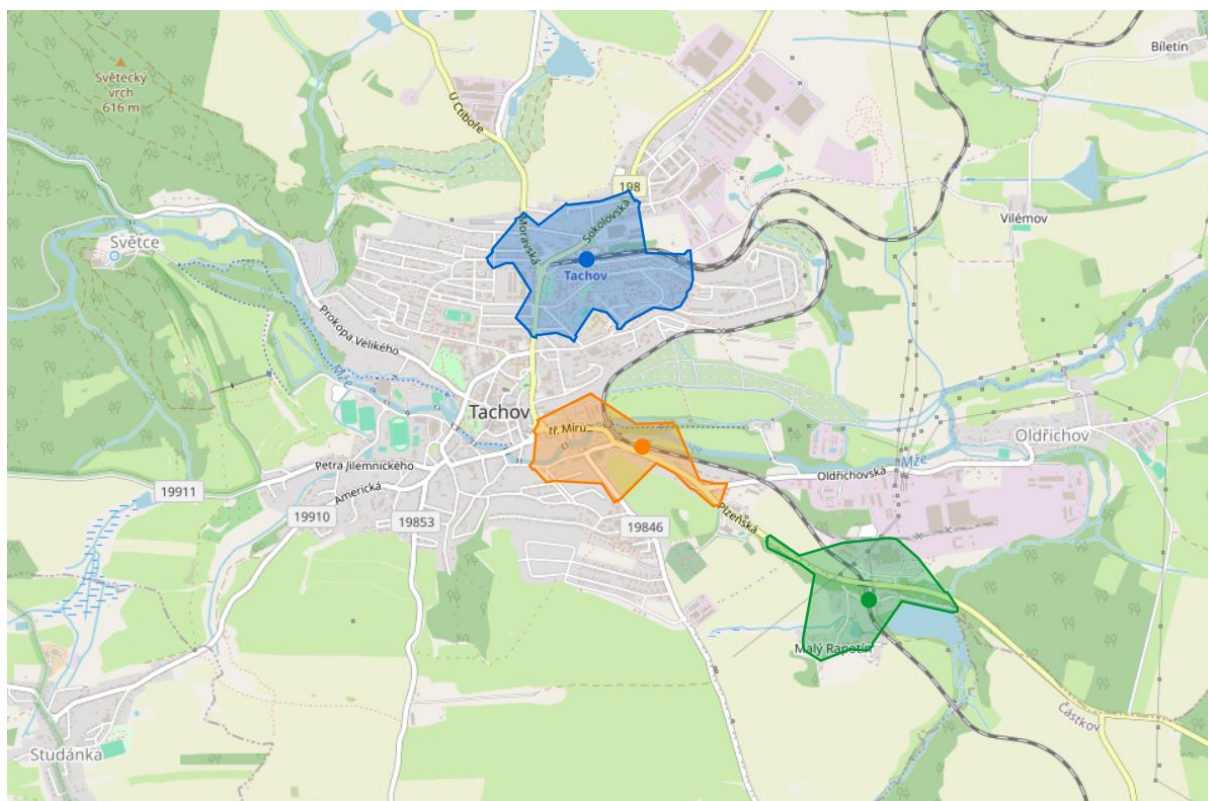 Bíletín
Světecký
vrch
616 m
U Ctiboře
198
Sokolovská
Moravská
Vilémov
Světce
Tachov
Prokopa Velikého
Mže
Tachov
tř. Míru
Oldřichov
Mže
Petra Jilemnického
Oldřichovská
19911
Americká
19910
19853
19846
Plzeňská
Malý Rapotín
Částkov
Studánka